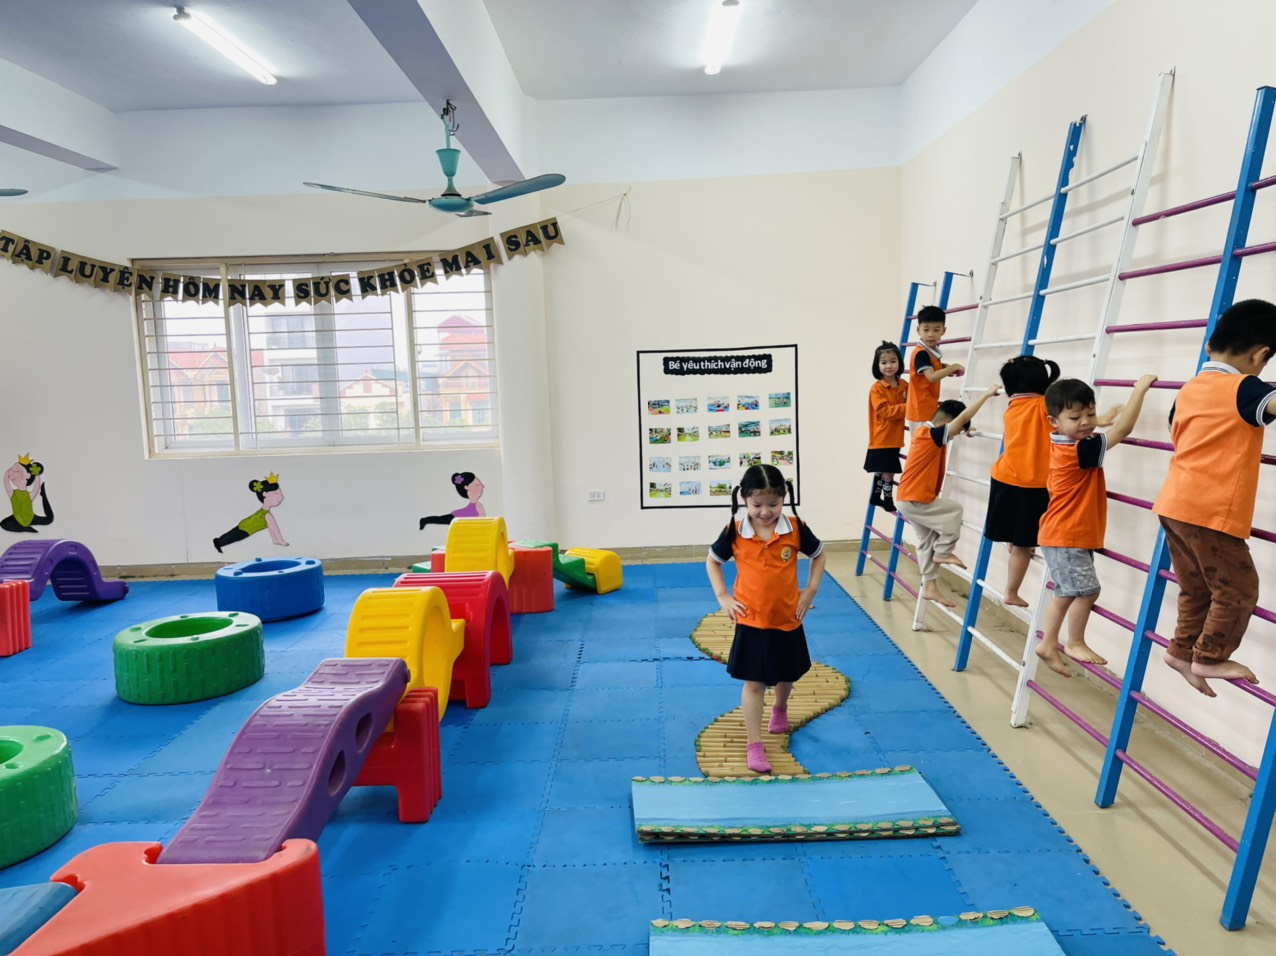 TẬP LUYỆN HÔM NAY SỨC KHỎE MAI SAU
Bé yêu thích vận động